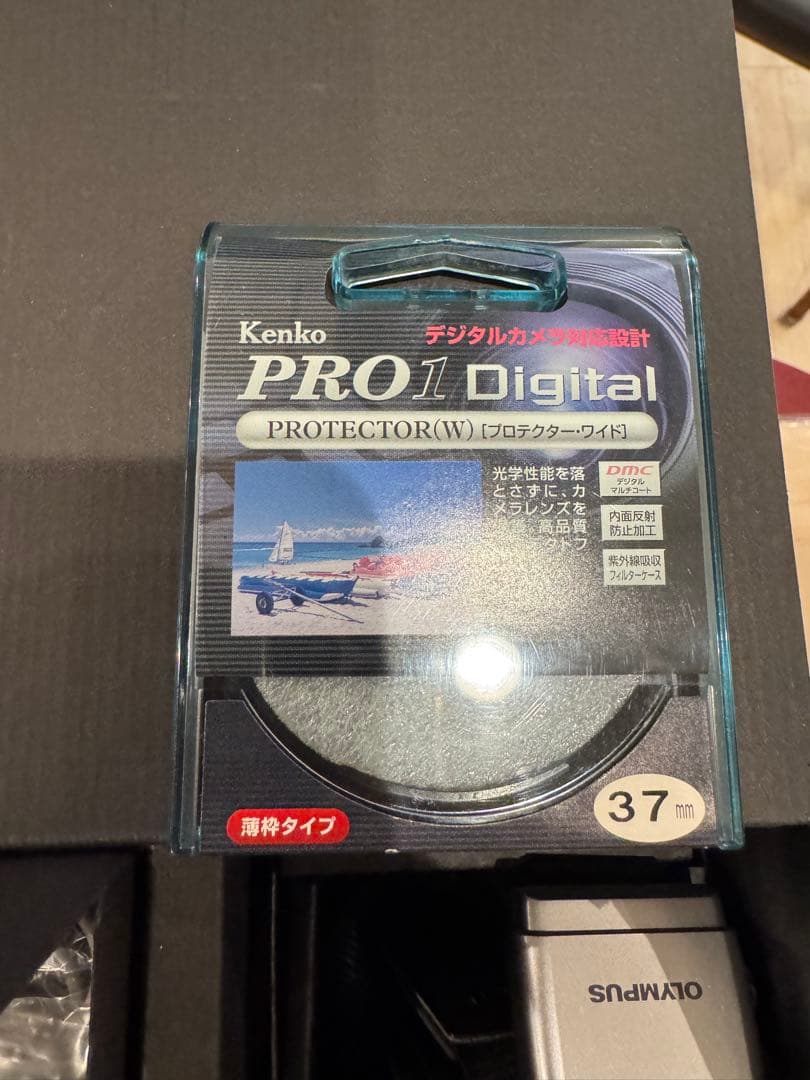 Kenko
デジタルカメラ対応設計
PRO1 Digital
PROTECTOR(W) [プロテクター・ワイド]
光学性能を落
とさずに、カ
メラレンズを
高品質
DMC
デジタル
マルチコート
内面反射
防止加工
紫外線吸収
フィルターケース
薄枠タイプ
37mm
OLYMPUS